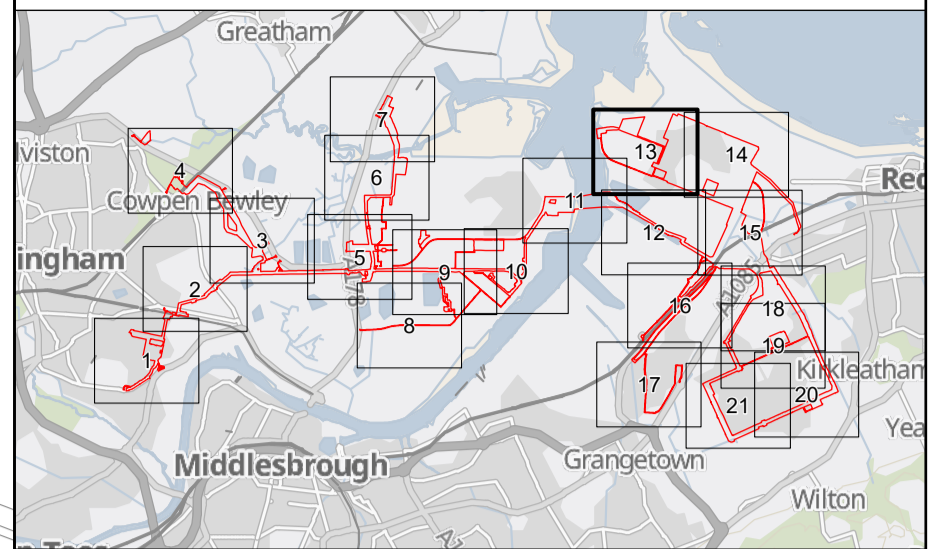 Greatham
lviston
7
13
14
4
6
Red
Cowpen Bewley
11
12
15
3
ingham
5
9
10
2
16
A1085
18
8
1
19
Kirkleatham
17
20
21
Yea
Middlesbrough
Grangetown
Wilton
n Tees